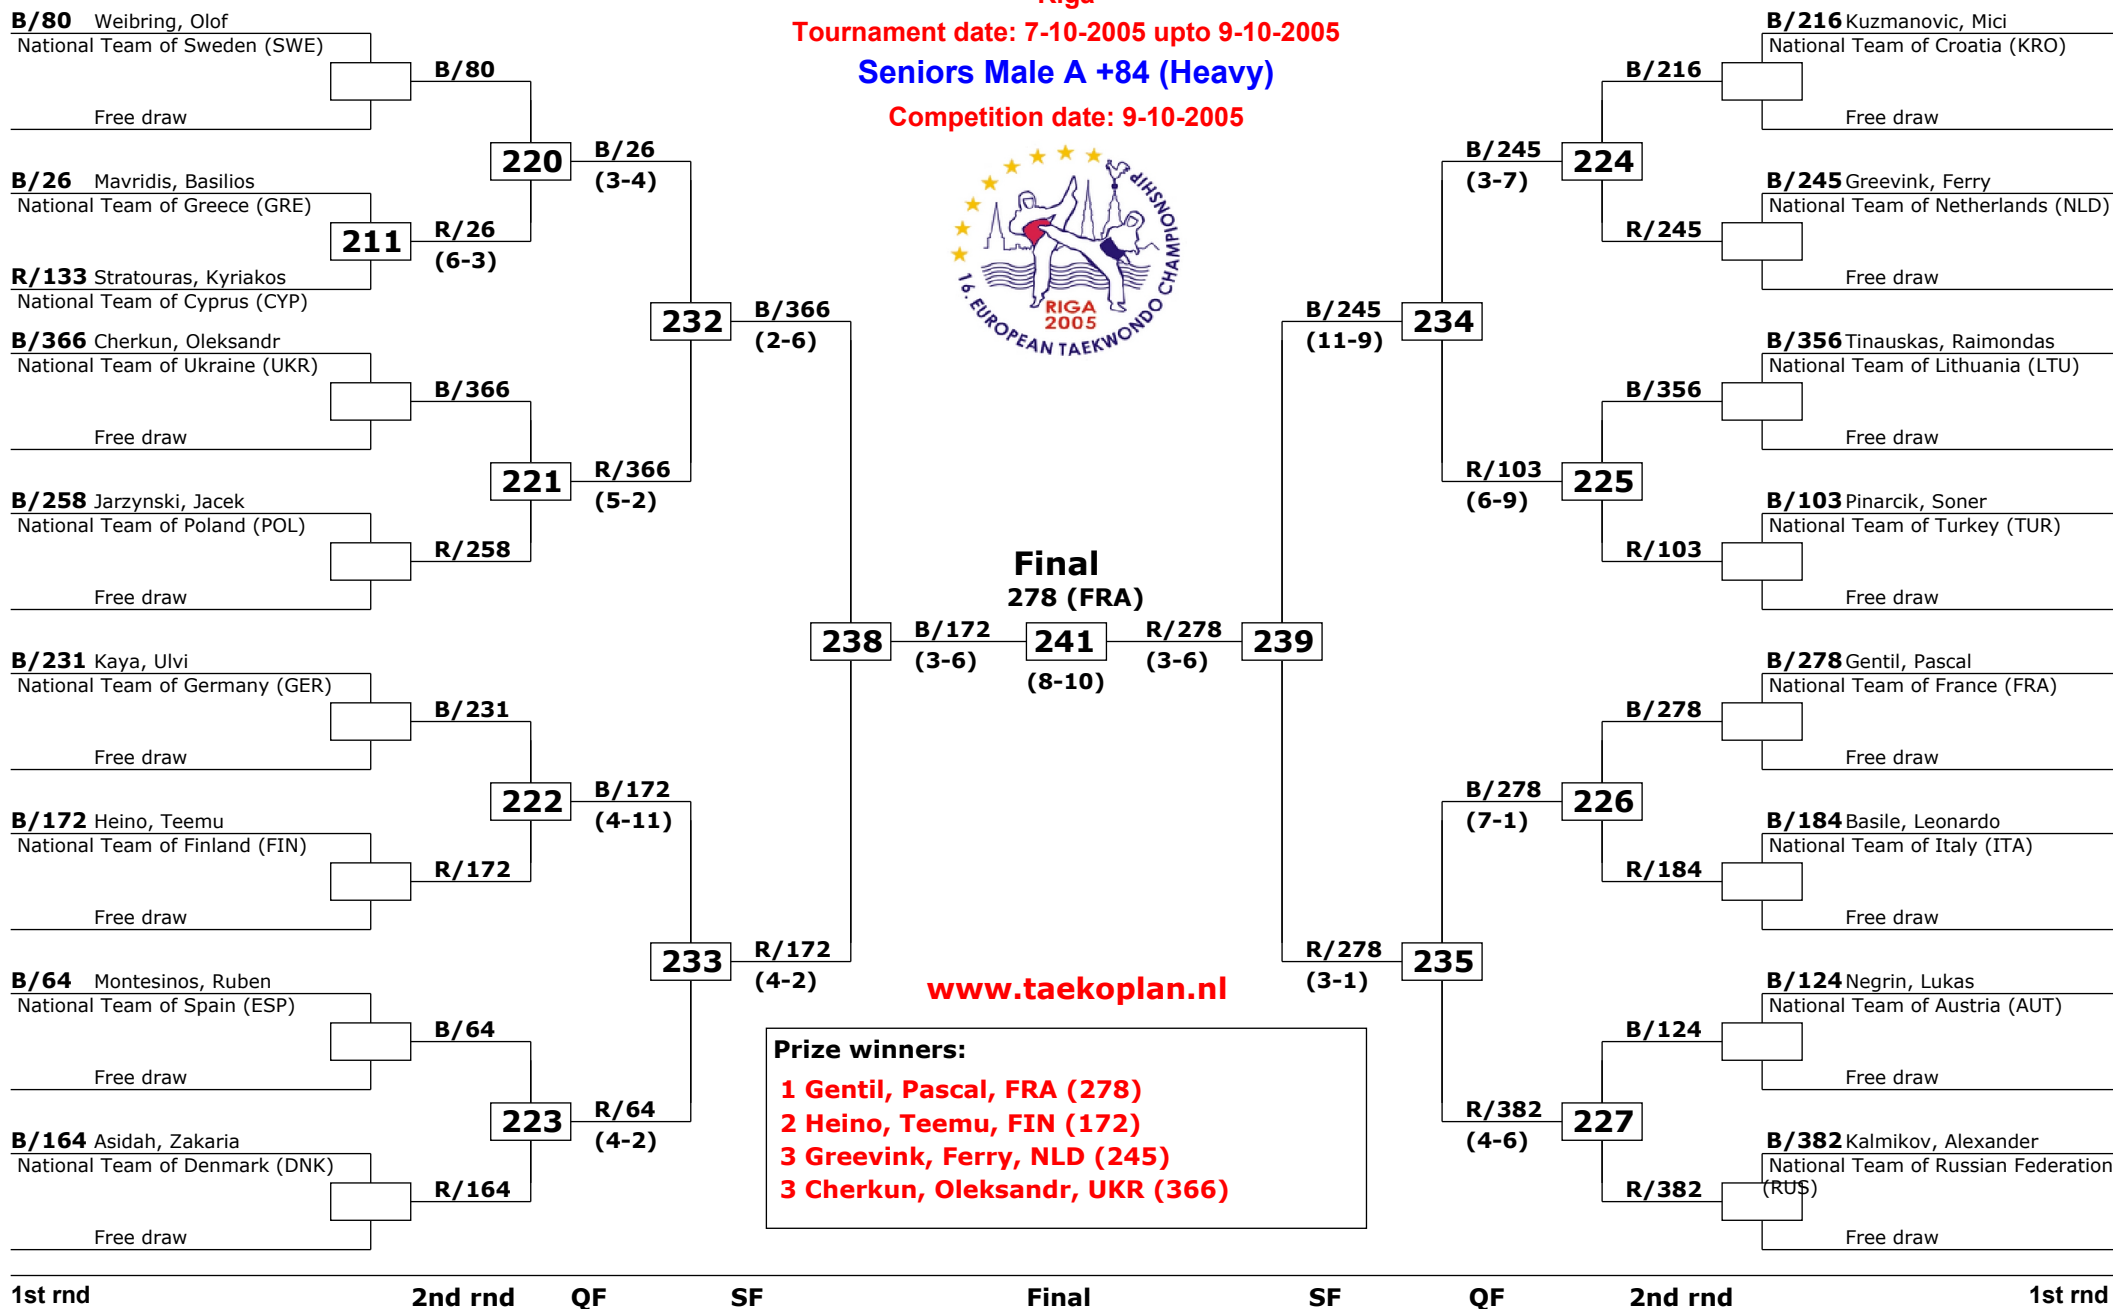 Riga
Tournament date: 7-10-2005 upto 9-10-2005
Seniors Male A +84 (Heavy)
Competition date: 9-10-2005
16. EUROPEAN TAEKWONDO CHAMPIONSHIP
RIGA
2005
B/80 Weibring, Olof
National Team of Sweden (SWE)
B/80
Free draw
220
B/26
(3-4)
B/26 Mavridis, Basilios
National Team of Greece (GRE)
211
R/26
(6-3)
R/133 Stratouras, Kyriakos
National Team of Cyprus (CYP)
232
B/366
(2-6)
B/366 Cherkun, Oleksandr
National Team of Ukraine (UKR)
B/366
Free draw
221
R/366
(5-2)
B/258 Jarzynski, Jacek
National Team of Poland (POL)
R/258
Free draw
238
B/172
(3-6)
B/231 Kaya, Ulvi
National Team of Germany (GER)
B/231
Free draw
222
B/172
(4-11)
B/172 Heino, Teemu
National Team of Finland (FIN)
R/172
Free draw
233
R/172
(4-2)
B/64 Montesinos, Ruben
National Team of Spain (ESP)
B/64
Free draw
223
R/64
(4-2)
B/164 Asidah, Zakaria
National Team of Denmark (DNK)
R/164
Free draw
Final
278 (FRA)
241
(8-10)
B/216 Kuzmanovic, Mici
National Team of Croatia (KRO)
B/216
Free draw
B/245
(3-7)
224
B/245 Greevink, Ferry
National Team of Netherlands (NLD)
R/245
Free draw
B/245
(11-9)
234
B/356 Tinauskas, Raimondas
National Team of Lithuania (LTU)
B/356
Free draw
R/103
(6-9)
225
B/103 Pinarcik, Soner
National Team of Turkey (TUR)
R/103
Free draw
R/278
(3-6)
239
B/278 Gentil, Pascal
National Team of France (FRA)
B/278
Free draw
B/278
(7-1)
226
B/184 Basile, Leonardo
National Team of Italy (ITA)
R/184
Free draw
R/278
(3-1)
235
B/124 Negrin, Lukas
National Team of Austria (AUT)
B/124
Free draw
R/382
(4-6)
227
B/382 Kalmikov, Alexander
National Team of Russian Federation
(RUS)
R/382
Free draw
www.taekoplan.nl
Prize winners:
1 Gentil, Pascal, FRA (278)
2 Heino, Teemu, FIN (172)
3 Greevink, Ferry, NLD (245)
3 Cherkun, Oleksandr, UKR (366)
1st rnd 2nd rnd QF SF Final SF QF 2nd rnd 1st rnd